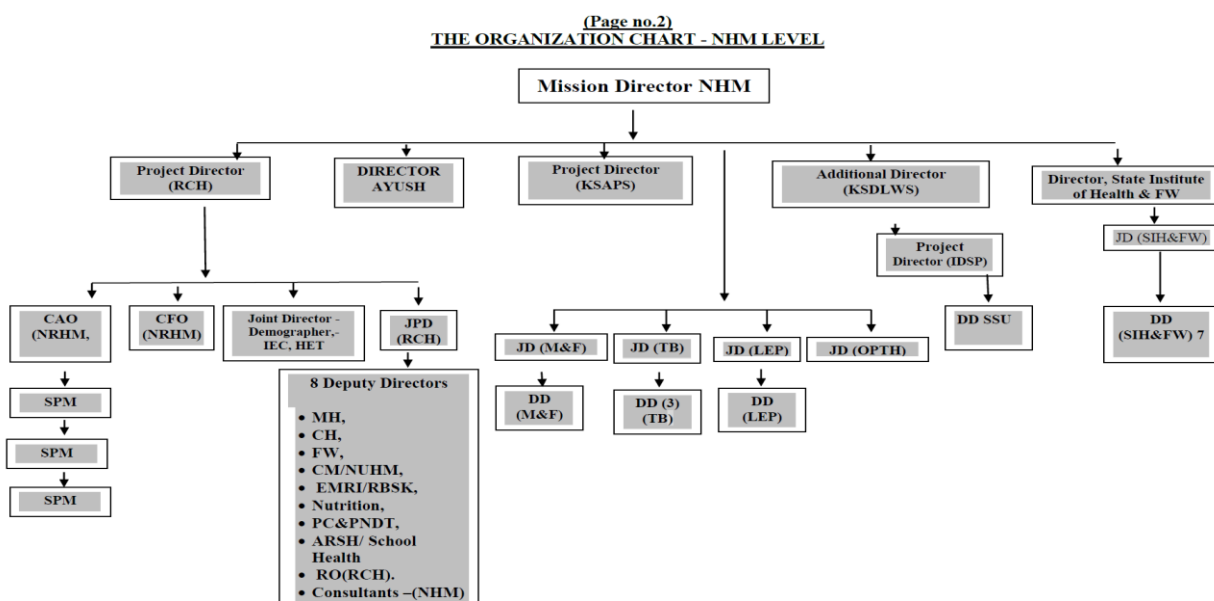 (Page no.2)
THE ORGANIZATION CHART - NHM LEVEL
Mission Director NHM
Project Director
(RCH)
DIRECTOR
AYUSH
Project Director
(KSAPS)
Additional Director
(KSDLWS)
Director, State Institute
of Health & FW
JD (SIH&FW)
Project
Director (IDSP)
CAO
(NRHM,
CFO
(NRHM)
Joint Director -
Demographer,-
IEC, HET
JPD
(RCH)
DD SSU
DD
(SIH&FW) 7
JD (M&F)
JD (TB)
JD (LEP)
JD (OPTH)
8 Deputy Directors
• MH,
• CH,
• FW,
• CM/NUHM,
• EMRI/RBSK,
• Nutrition,
• PC&PNDT,
• ARSH/ School
Health
• RO(RCH).
• Consultants –(NHM)
DD
(M&F)
DD (3)
(TB)
DD
(LEP)
SPM
SPM
SPM